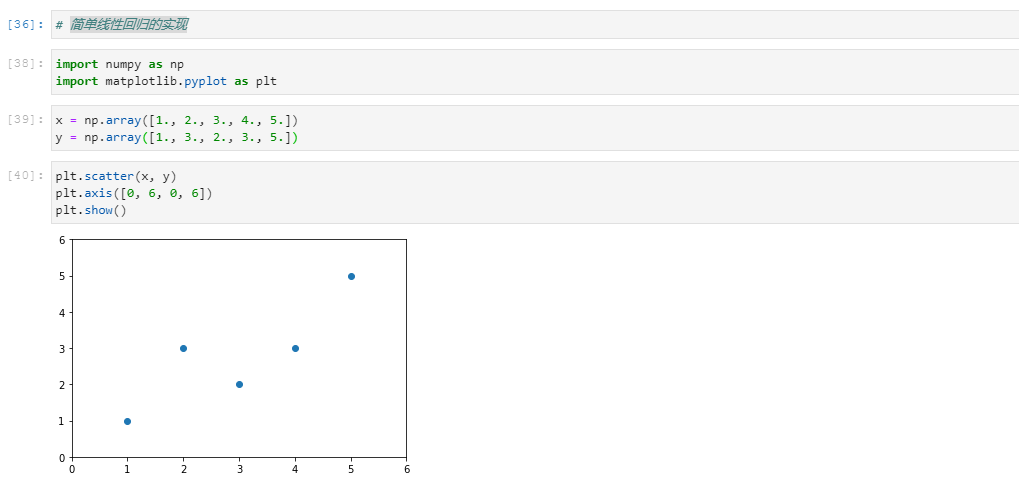 [36]: # 简单线性回归的实现
[38]: import numpy as np
import matplotlib.pyplot as plt
[39]: x = np.array([1., 2., 3., 4., 5.])
y = np.array([1., 3., 2., 3., 5.])
[40]: plt.scatter(x, y)
plt.axis([0, 6, 0, 6])
plt.show()
6
5
4
3
2
1
0
0 1 2 3 4 5 6